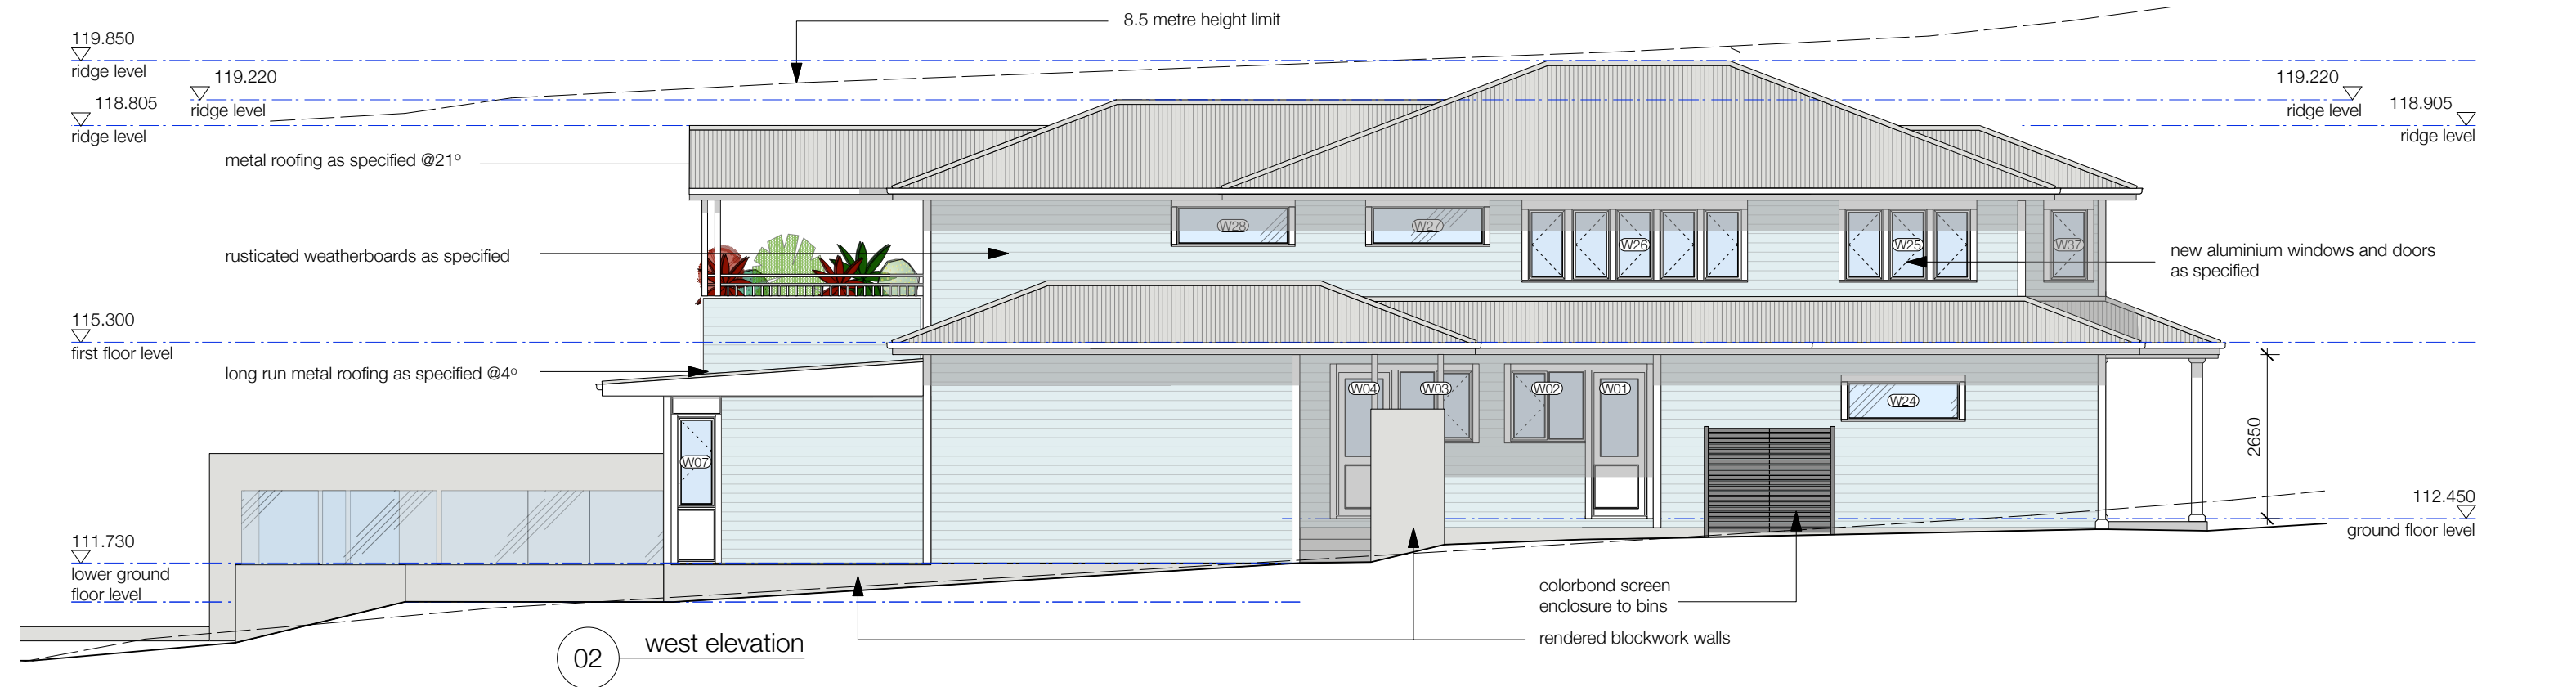 8.5 metre height limit
119.850
ridge level
119.220
ridge level
118.805
ridge level
119.220
ridge level
118.905
ridge level
metal roofing as specified @21º
rusticated weatherboards as specified
new aluminium windows and doors
as specified
W28
W27
W26
W25
W37
115.300
first floor level
long run metal roofing as specified @4º
W04
W03
W02
W01
W24
W07
2650
112.450
ground floor level
111.730
lower ground
floor level
colorbond screen
enclosure to bins
rendered blockwork walls
02
west elevation